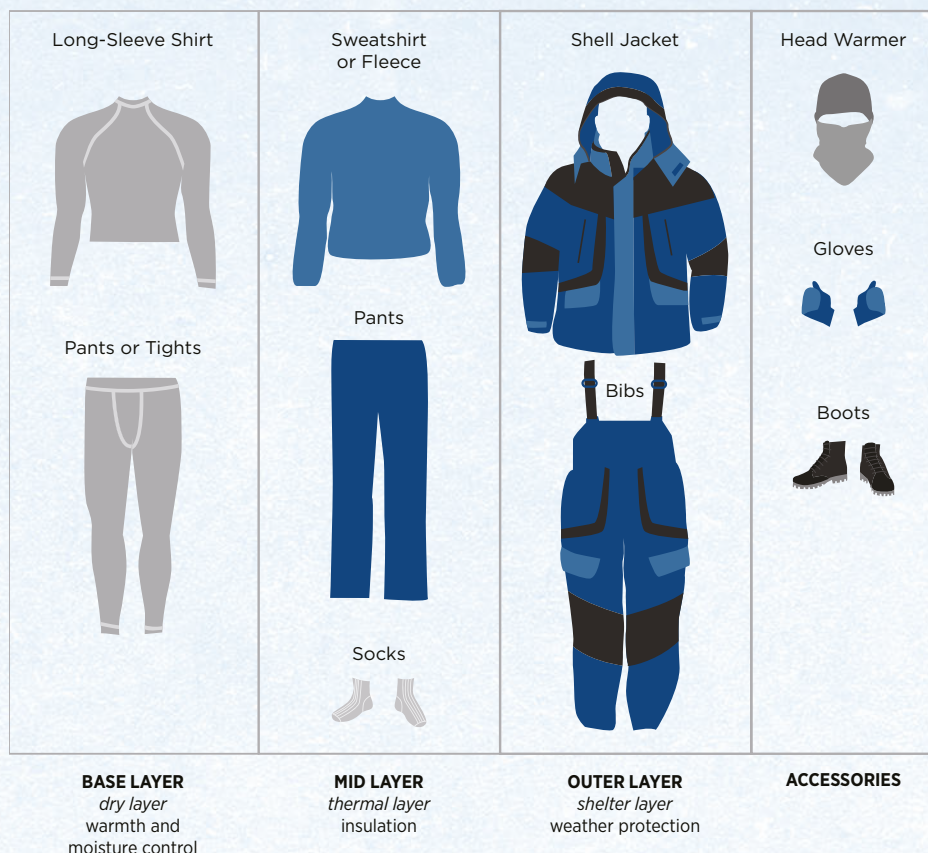 Long-Sleeve Shirt
Pants or Tights
BASE LAYER
dry layer
warmth and
moisture control
Sweatshirt
or Fleece
Pants
Socks
MID LAYER
thermal layer
insulation
Shell Jacket
Bibs
OUTER LAYER
shelter layer
weather protection
Head Warmer
Gloves
Boots
ACCESSORIES